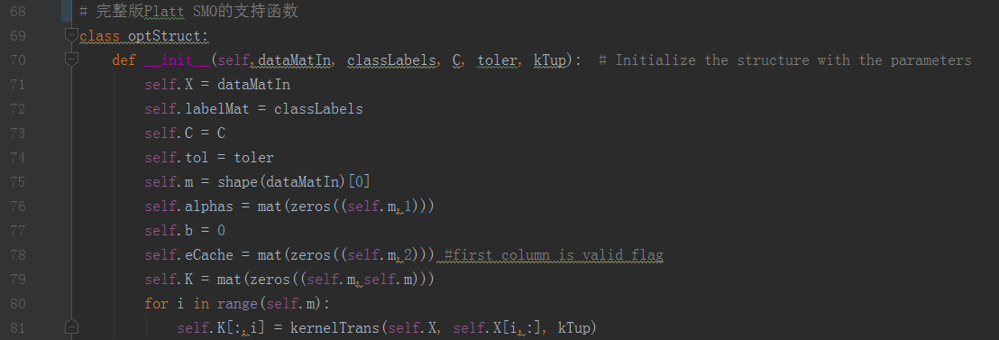 68 # 完整版Platt SMO的支持函数
69 class optStruct:
70     def __init__(self,dataMatIn, classLabels, C, toler, kTup):  # Initialize the structure with the parameters
71         self.X = dataMatIn
72         self.labelMat = classLabels
73         self.C = C
74         self.tol = toler
75         self.m = shape(dataMatIn)[0]
76         self.alphas = mat(zeros((self.m,1)))
77         self.b = 0
78         self.eCache = mat(zeros((self.m,2))) #first column is valid flag
79         self.K = mat(zeros((self.m,self.m)))
80         for i in range(self.m):
81             self.K[:,i] = kernelTrans(self.X, self.X[i,:], kTup)